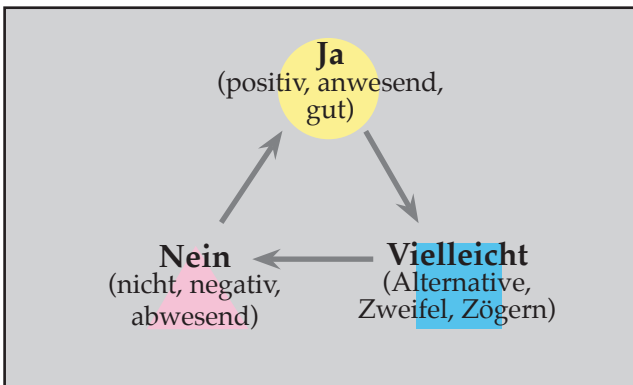 Ja
(positiv, anwesend,
gut)
Nein
(nicht, negativ,
abwesend)
Vielleicht
(Alternative,
Zweifel, Zögern)